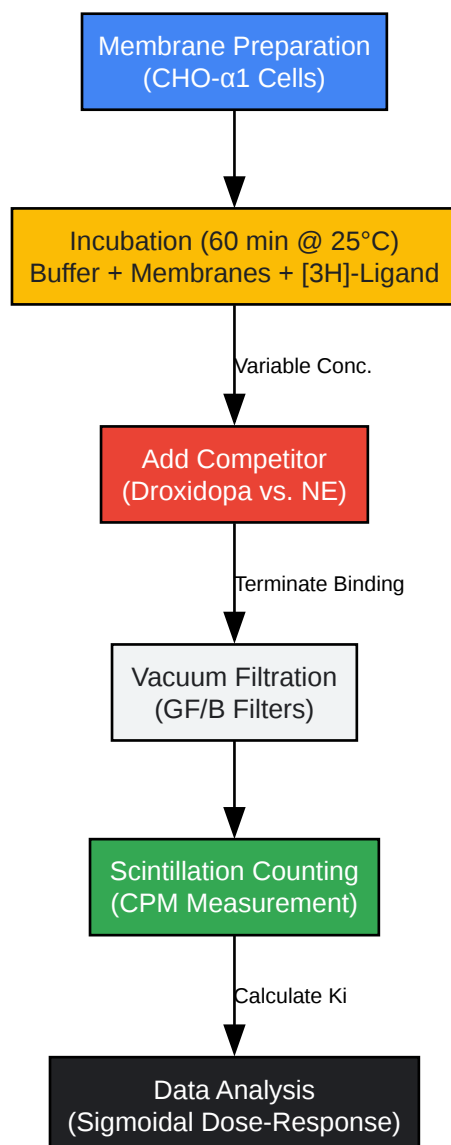 Membrane Preparation
(CHO-α1 Cells)
Incubation (60 min @ 25°C)
Buffer + Membranes + [3H]-Ligand
Variable Conc.
Add Competitor
(Droxidopa vs. NE)
Terminate Binding
Vacuum Filtration
(GF/B Filters)
Scintillation Counting
(CPM Measurement)
Calculate Ki
Data Analysis
(Sigmoidal Dose-Response)